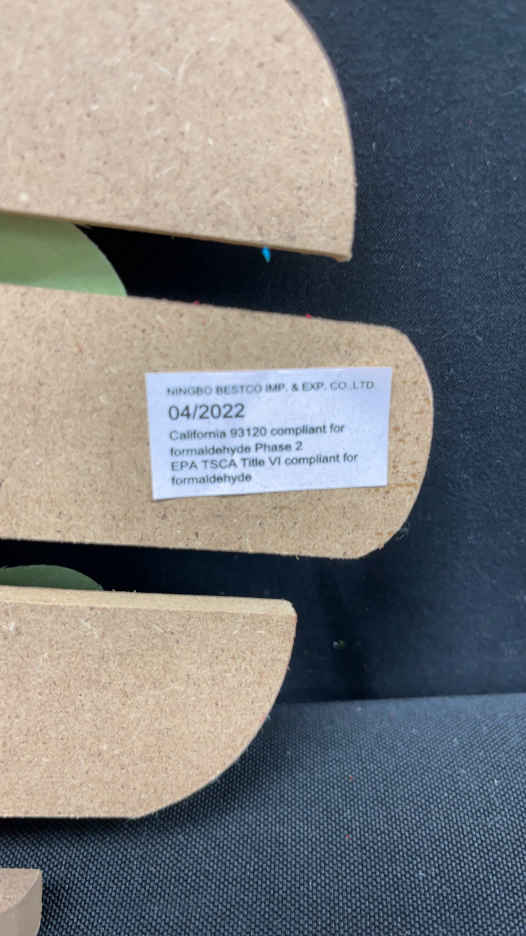 NINGBO BESTCO IMP. & EXP. CO.,LTD.
04/2022
California 93120 compliant for
formaldehyde Phase 2
EPA TSCA Title VI compliant for
formaldehyde